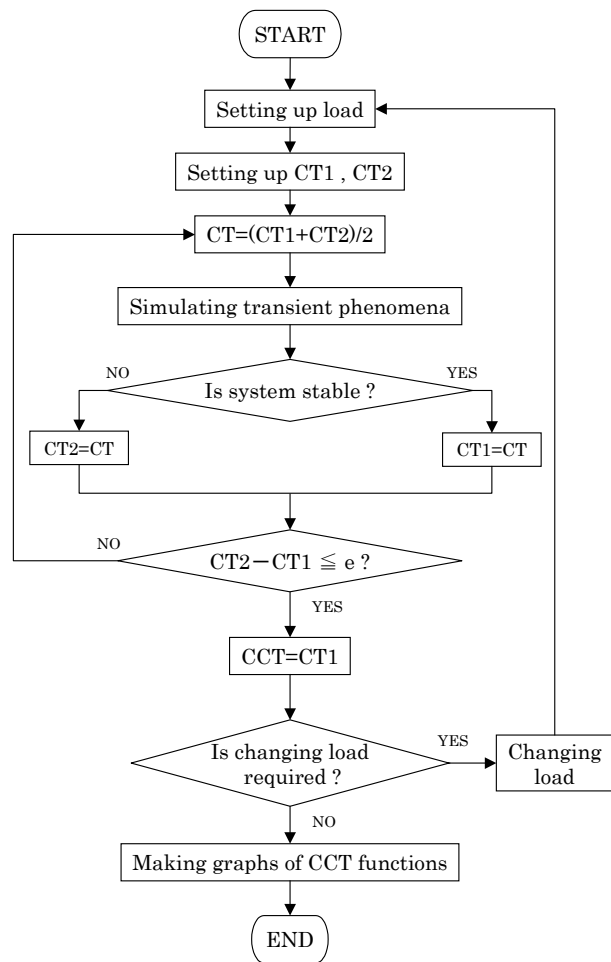 START
Setting up load
Setting up CT1 , CT2
CT=(CT1+CT2)/2
Simulating transient phenomena
NO
YES
Is system stable ?
CT2=CT
CT1=CT
NO
CT2－CT1 ≦ e ?
YES
CCT=CT1
Is changing load
required ?
YES
Changing
load
NO
Making graphs of CCT functions
END